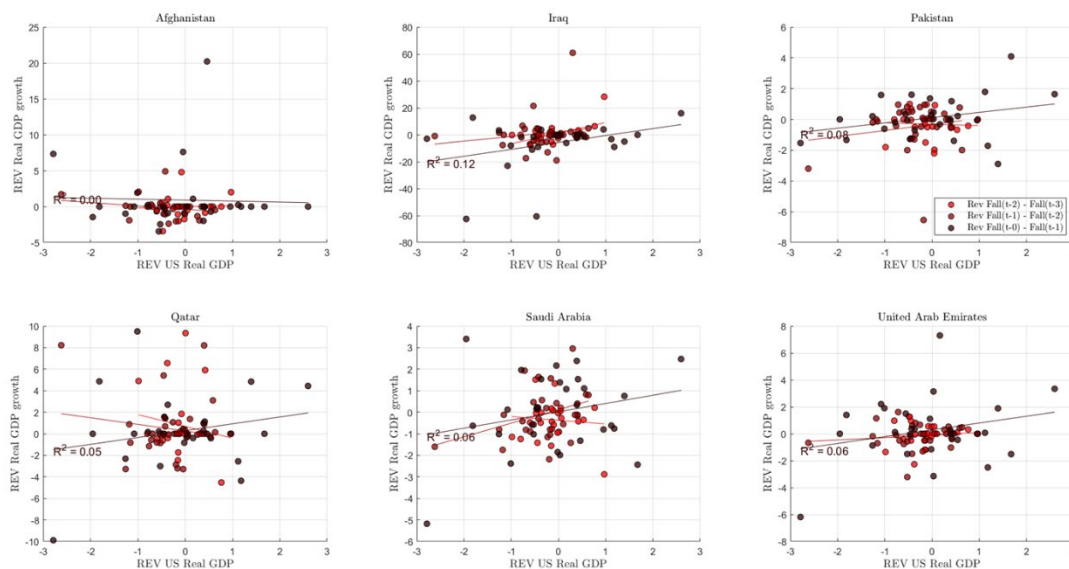 Afghanistan
25
20
15
10
5
0
-5
-3 -2 -1 0 1 2 3
REV Real GDP growth
REV US Real GDP
R² = 0.00
Iraq
80
60
40
20
0
-20
-40
-60
-80
-3 -2 -1 0 1 2 3
REV Real GDP growth
REV US Real GDP
R² = 0.12
Pakistan
8
6
4
2
0
-2
-4
-6
-8
-3 -2 -1 0 1 2 3
REV Real GDP growth
REV US Real GDP
R² = 0.08
Rev Fall(t-2) - Fall(t-3)
Rev Fall(t-1) - Fall(t-2)
Rev Fall(t-0) - Fall(t-1)
Qatar
10
8
6
4
2
0
-2
-4
-6
-8
-10
-3 -2 -1 0 1 2 3
REV Real GDP growth
REV US Real GDP
R² = 0.05
Saudi Arabia
4
3
2
1
0
-1
-2
-3
-4
-5
-6
-3 -2 -1 0 1 2 3
REV Real GDP growth
REV US Real GDP
R² = 0.06
United Arab Emirates
8
6
4
2
0
-2
-4
-6
-8
-3 -2 -1 0 1 2 3
REV Real GDP growth
REV US Real GDP
R² = 0.06